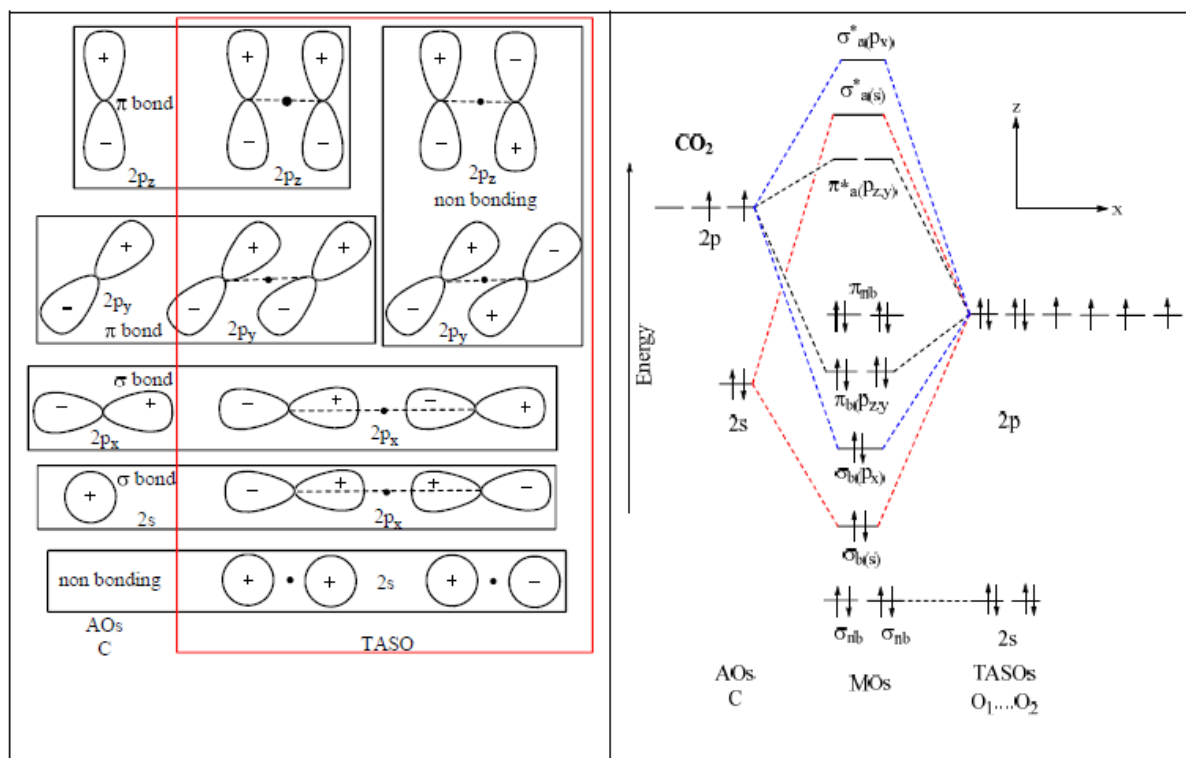 + + + + −
π bond
− − − − +
2pz 2pz 2pz
non bonding
+ + + + −
- − − − +
2py 2py 2py
π bond
σ bond
− + − + − +
2px 2px
σ bond
+ − + + −
2s 2px
non bonding + + 2s + −
AOs
C
TASO
σ*a(px)
σ*a(s)
CO2
π*a(pz,y)
2p
πnb
Energy
2s
πb(pz,y
2p
σb(px)
σb(s)
σnb σnb 2s
AOs MOs TASOs
C O1....O2
z
x